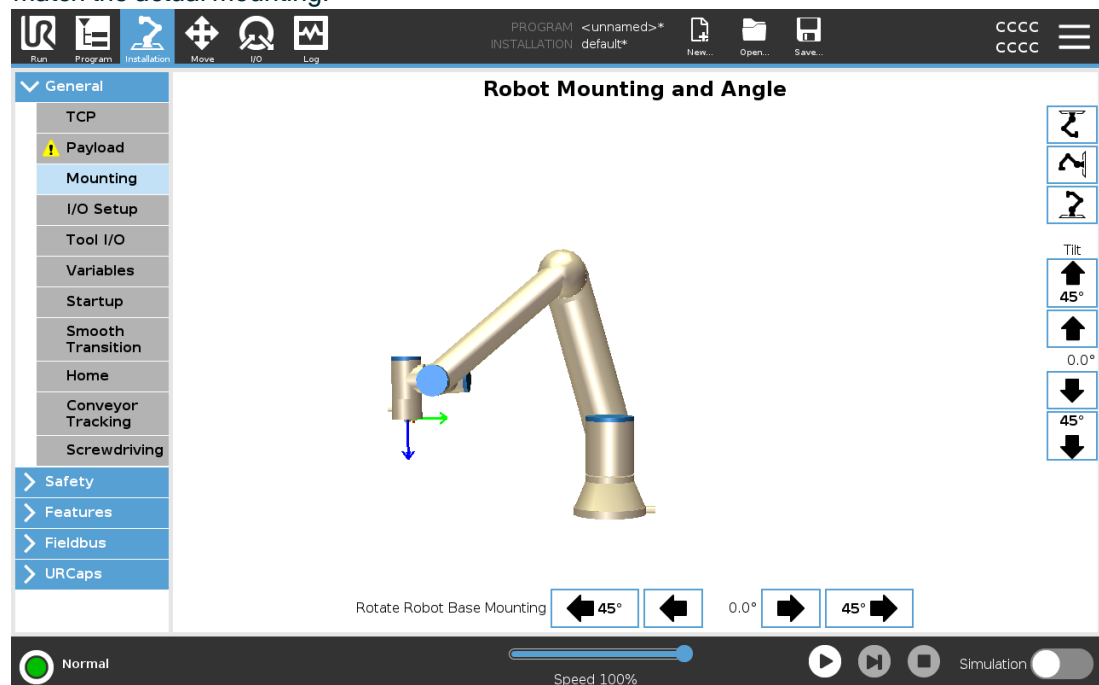 match the actual mounting.
PROGRAM <unnamed>*
INSTALLATION default*
CCCC
CCCC
UR
Run
Program
Installation
Move
I/O
Log
New...
Open...
Save...
General
TCP
Payload
Mounting
I/O Setup
Tool I/O
Variables
Startup
Smooth
Transition
Home
Conveyor
Tracking
Screwdriving
Safety
Features
Fieldbus
URCaps
Robot Mounting and Angle
Tilt
45°
0.0°
45°
Rotate Robot Base Mounting
45°
0.0°
45°
Normal
Speed 100%
Simulation